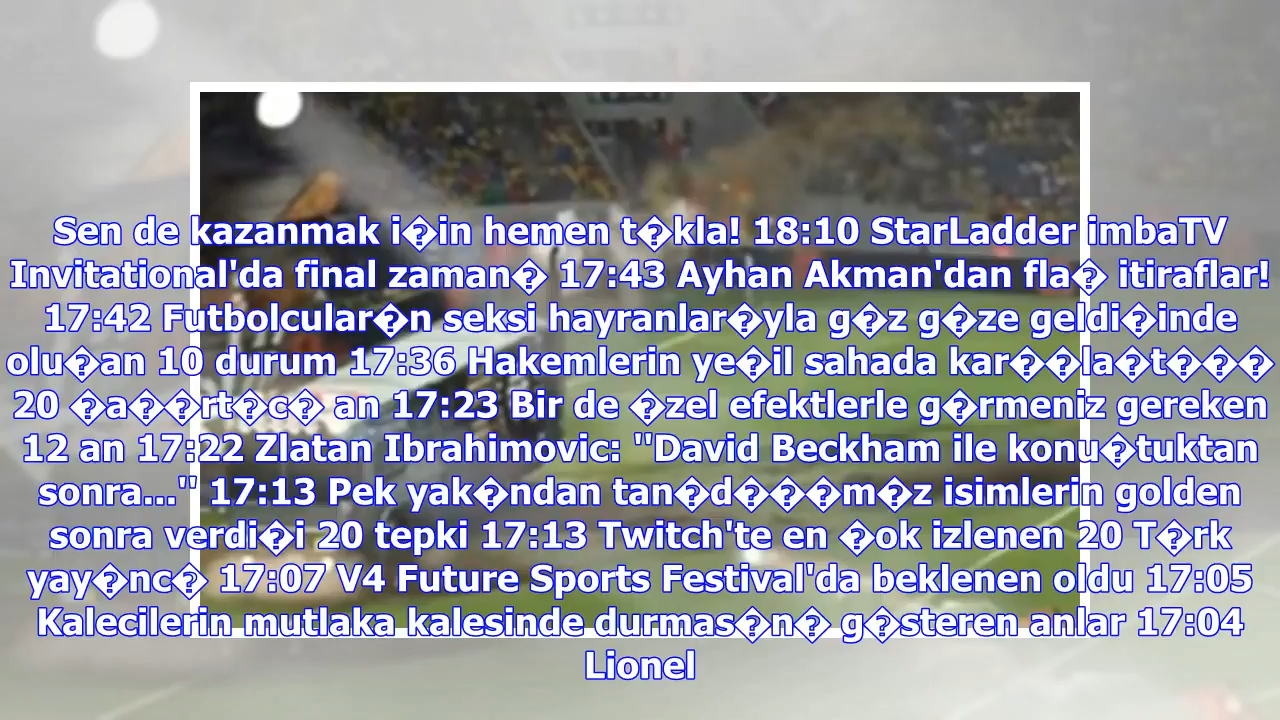 Sen de kazanmak i�in hemen t�kla! 18:10 StarLadder imbaTV
Invitational'da final zaman� 17:43 Ayhan Akman'dan fla� itiraflar!
17:42 Futbolcular�n seksi hayranlar�yla g�z g�ze geldi�inde
olu�an 10 durum 17:36 Hakemlerin ye�il sahada kar��la�t���
20 �a��rt�c� an 17:23 Bir de �zel efektlerle g�rmeniz gereken
12 an 17:22 Zlatan Ibrahimovic: "David Beckham ile konu�tuktan
sonra..." 17:13 Pek yak�ndan tan�d���m�z isimlerin golden
sonra verdi�i 20 tepki 17:13 Twitch'te en �ok izlenen 20 T�rk
yay�nc� 17:07 V4 Future Sports Festival'da beklenen oldu 17:05
Kalecilerin mutlaka kalesinde durmas�n� g�steren anlar 17:04
Lionel